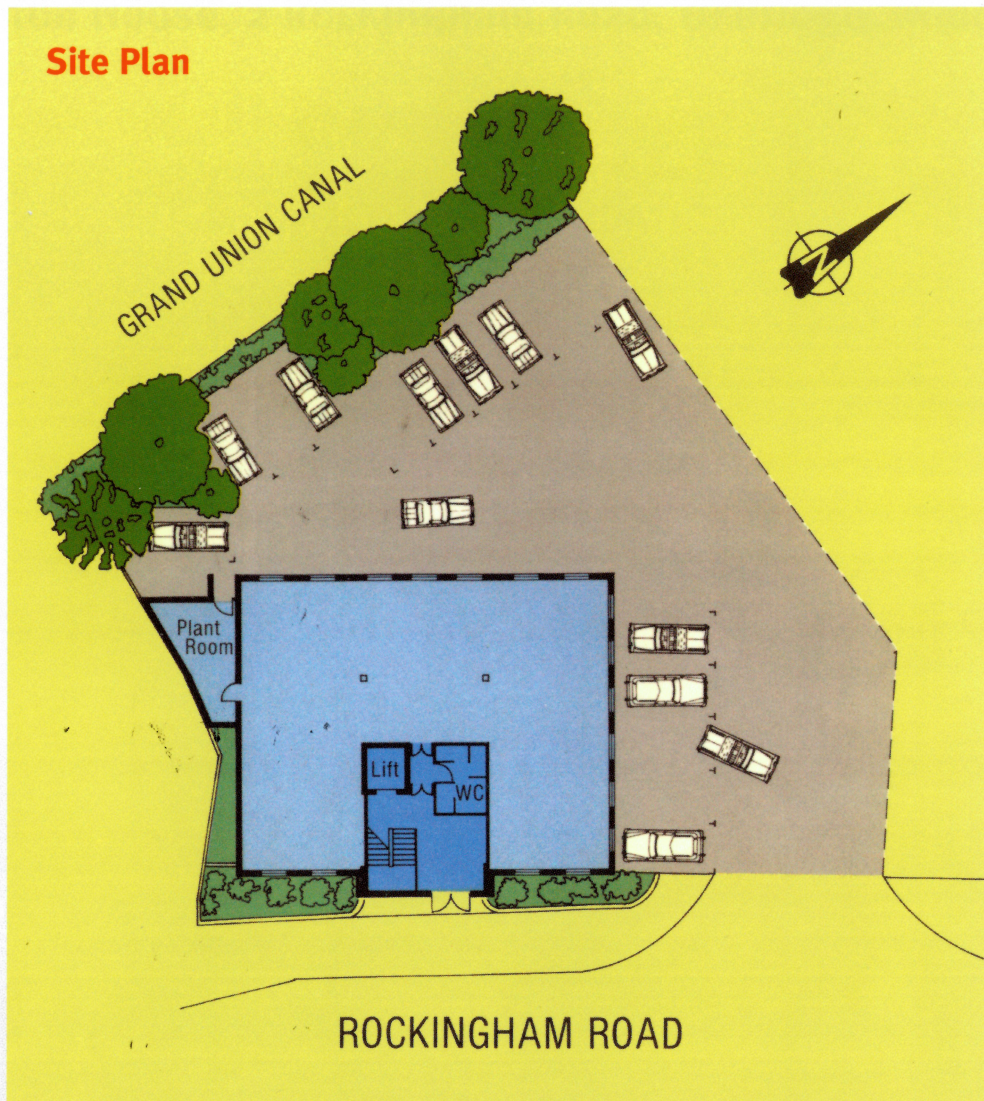 Site Plan
GRAND UNION CANAL
N
Plant
Room
Lift
WC
ROCKINGHAM ROAD